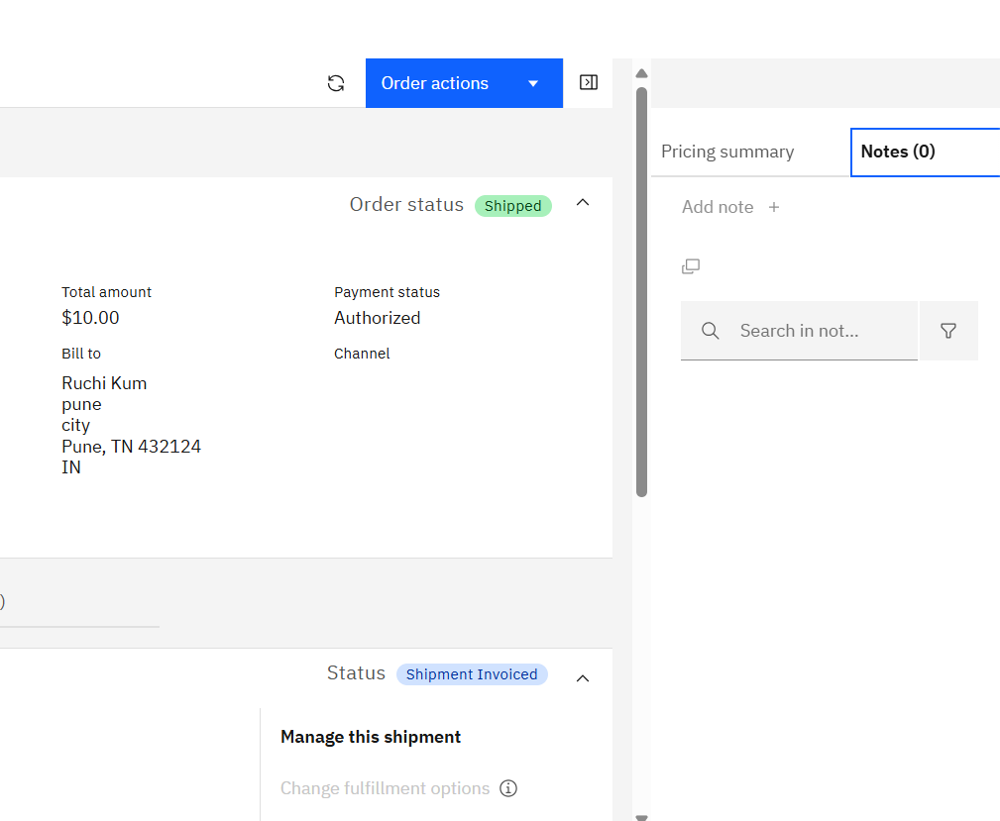 Order actions
Pricing summary
Notes (0)
Order status
Shipped
Add note +
Total amount
$10.00
Payment status
Authorized
Bill to
Ruchi Kum
pune
city
Pune, TN 432124
IN
Channel
Search in not...
)
Status
Shipment Invoiced
Manage this shipment
Change fulfillment options